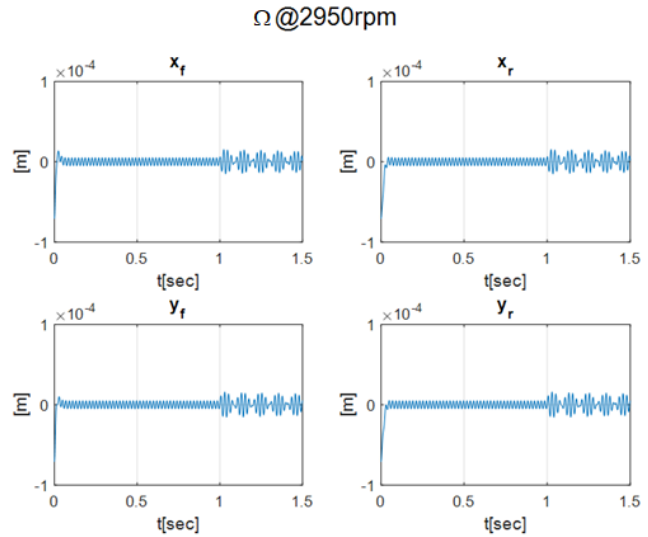 Ω @2950rpm
×10⁻⁴ x_f
1
0
-1
[m]
0 0.5 1 1.5
t[sec]
×10⁻⁴ x_r
1
0
-1
[m]
0 0.5 1 1.5
t[sec]
×10⁻⁴ y_f
1
0
-1
[m]
0 0.5 1 1.5
t[sec]
×10⁻⁴ y_r
1
0
-1
[m]
0 0.5 1 1.5
t[sec]